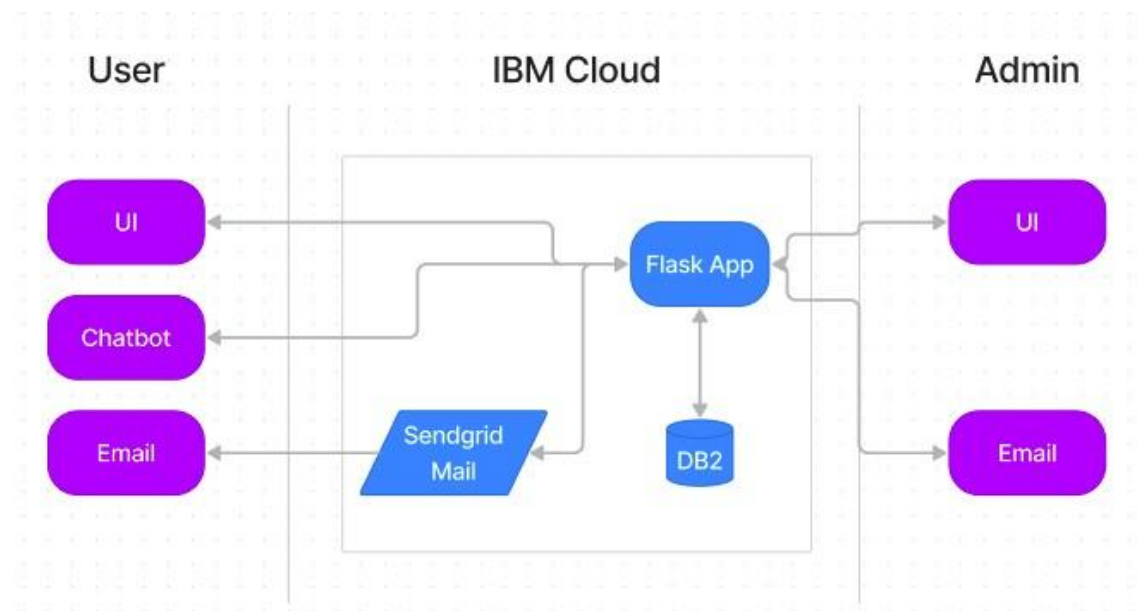 User
IBM Cloud
Admin
UI
Flask App
UI
Chatbot
Email
Sendgrid
Mail
DB2
Email